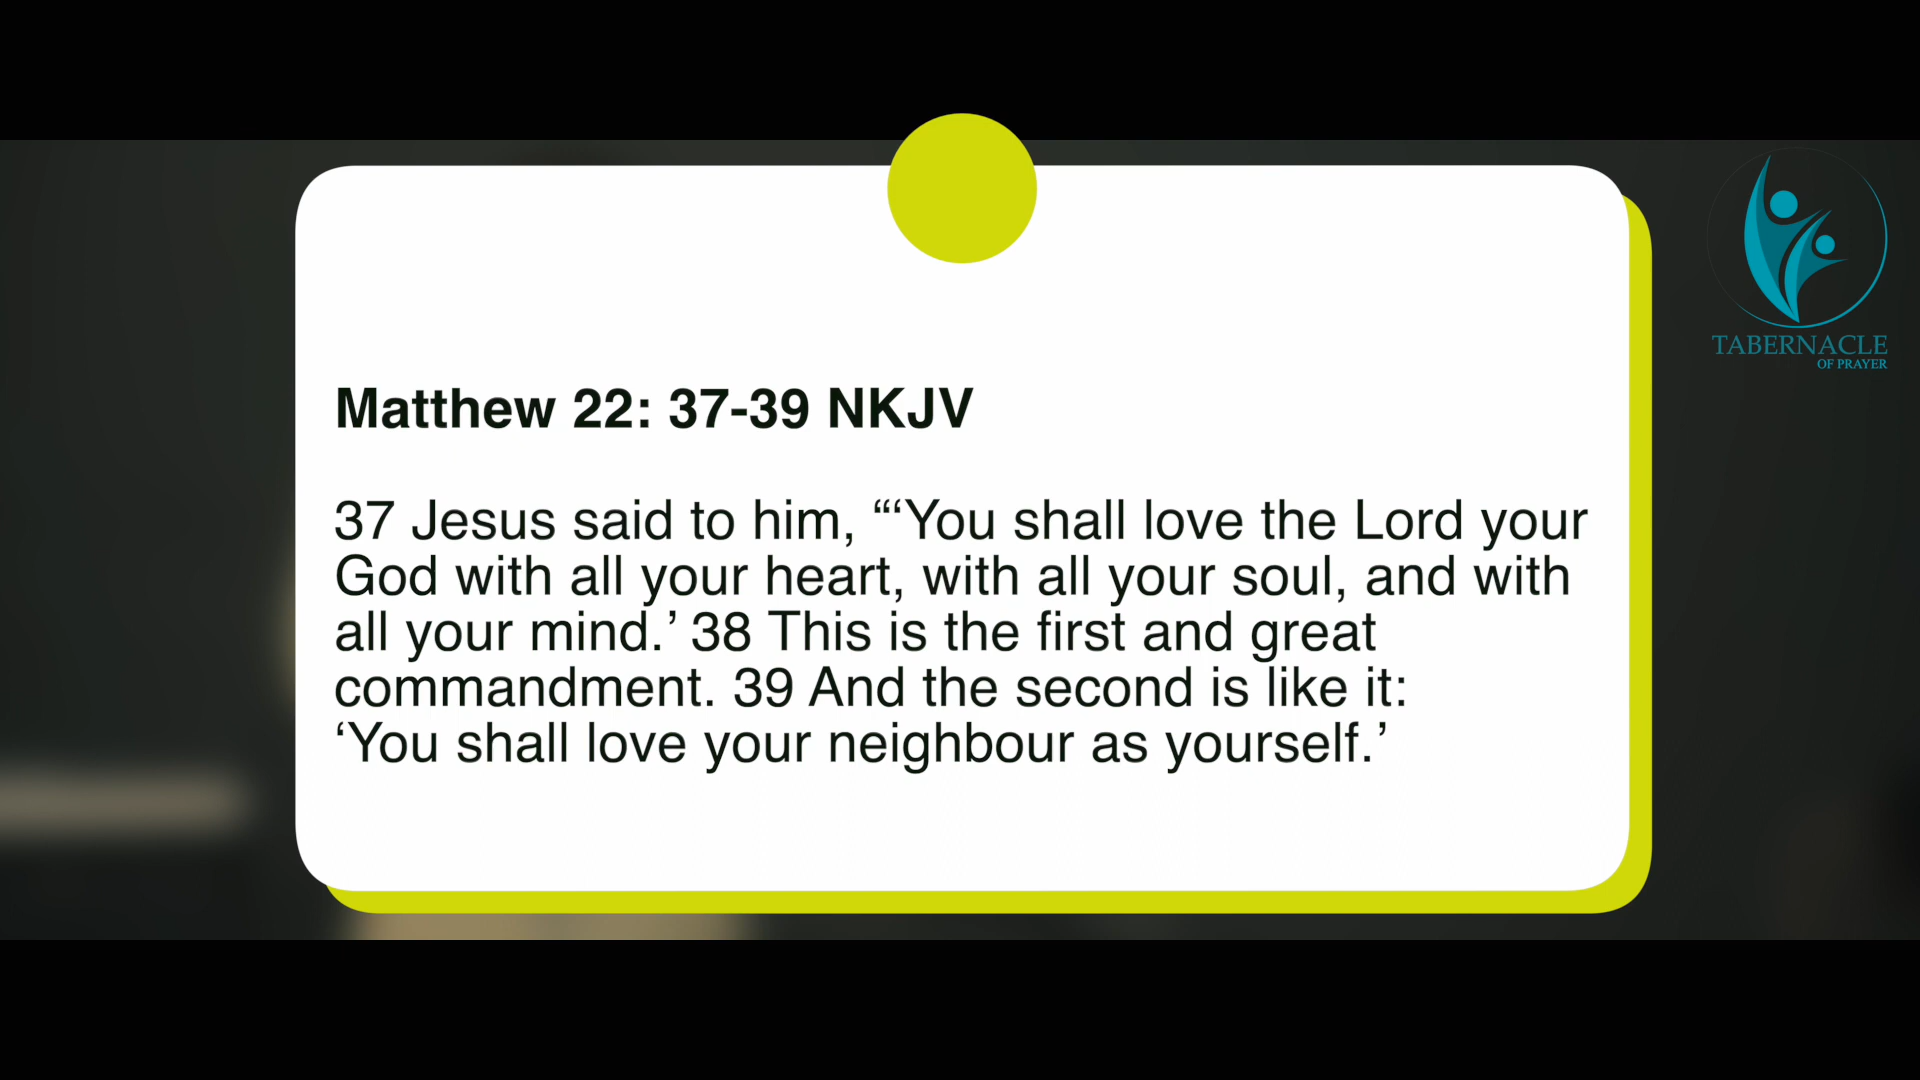 TABERNACLE
OF PRAYER
Matthew 22: 37-39 NKJV
37 Jesus said to him, “‘You shall love the Lord your
God with all your heart, with all your soul, and with
all your mind.’ 38 This is the first and great
commandment. 39 And the second is like it:
‘You shall love your neighbour as yourself.’